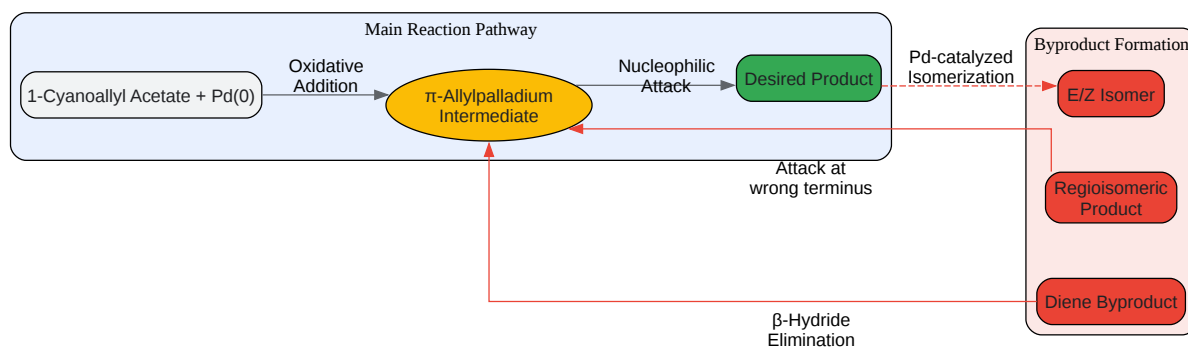 Main Reaction Pathway
Byproduct Formation
1-Cyanoallyl Acetate + Pd(0)
Oxidative
Addition
π-Allylpalladium
Intermediate
Nucleophilic
Attack
Desired Product
Pd-catalyzed
Isomerization
E/Z Isomer
Attack at
wrong terminus
Regioisomeric
Product
β-Hydride
Elimination
Diene Byproduct